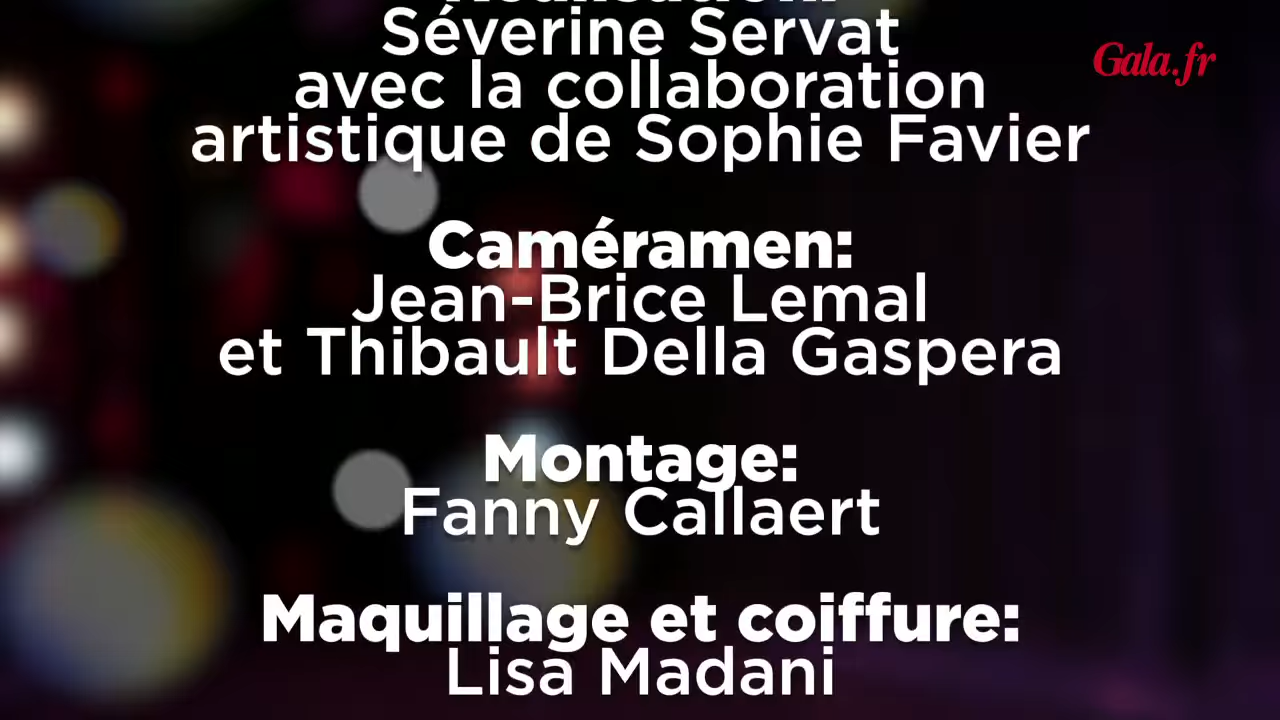 Séverine Servat
avec la collaboration
artistique de Sophie Favier
Caméramen:
Jean-Brice Lemal
et Thibault Della Gaspera
Montage:
Fanny Callaert
Maquillage et coiffure:
Lisa Madani
Gala.fr